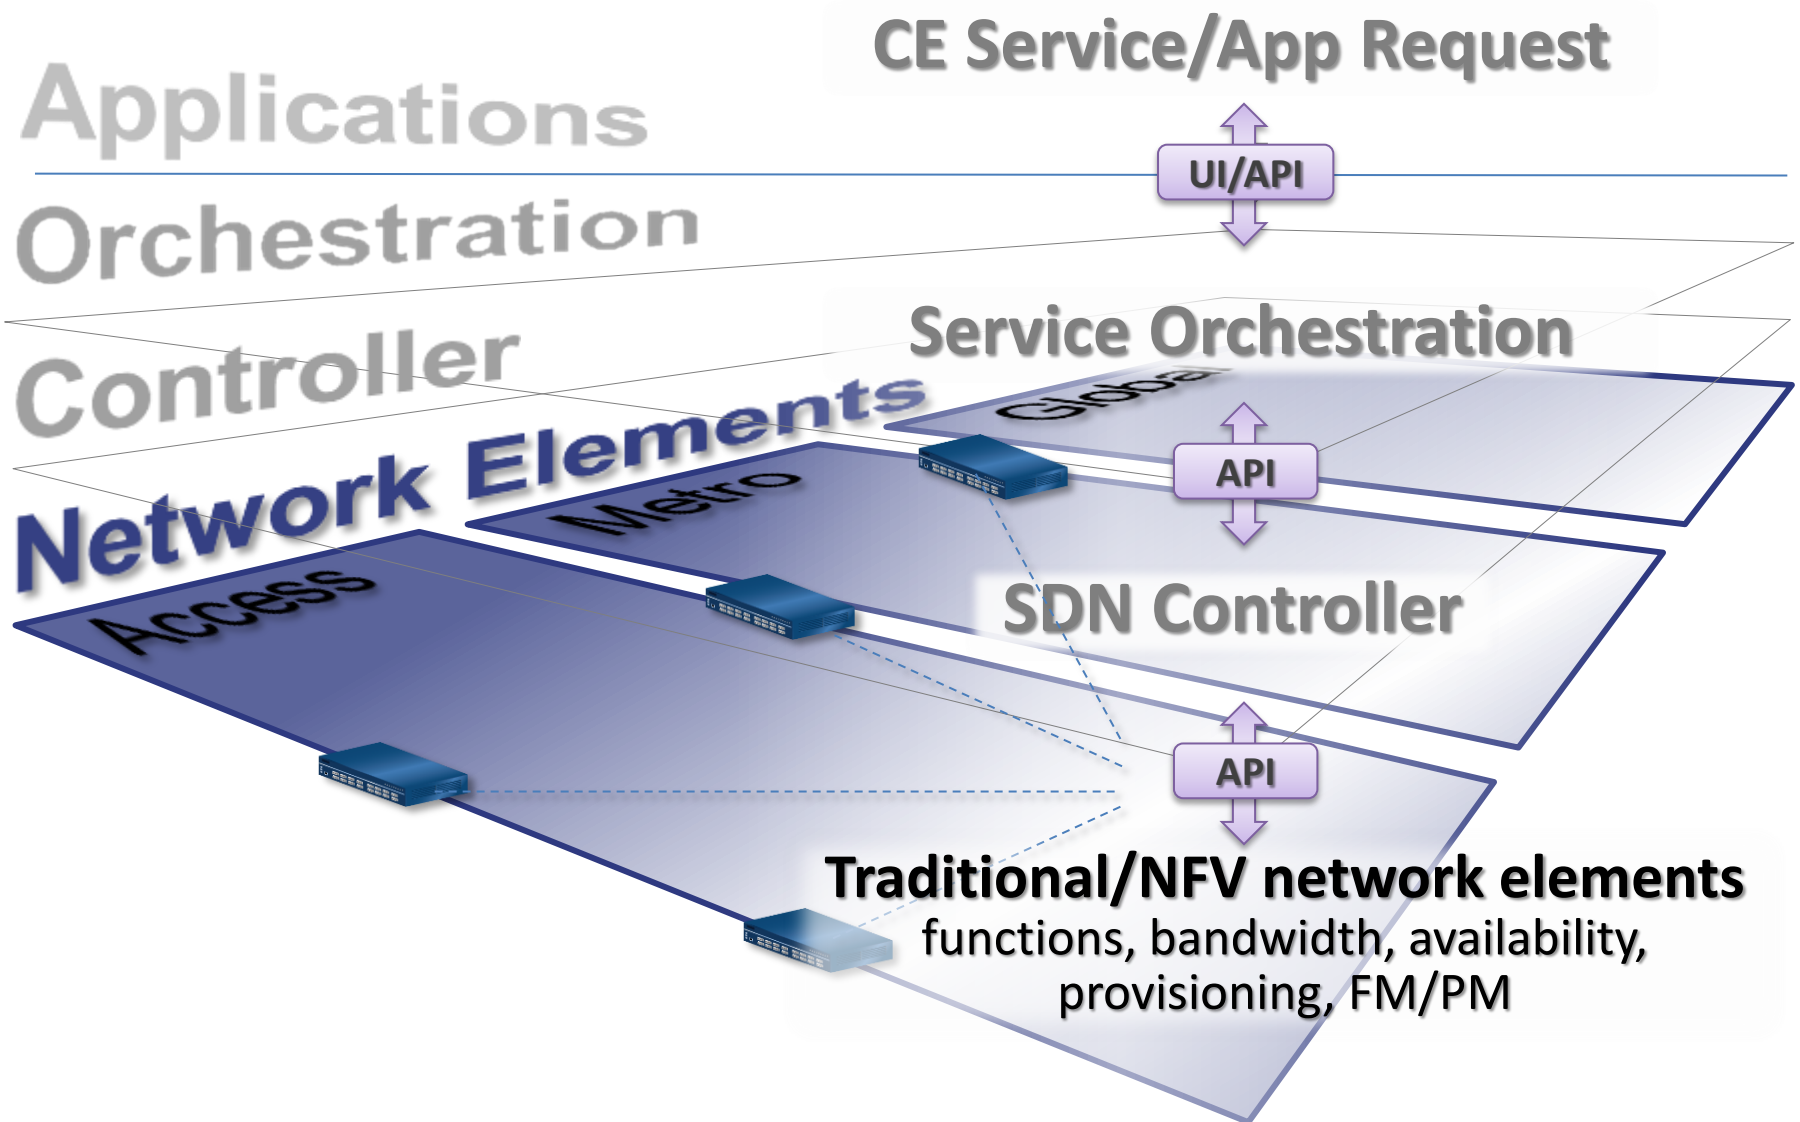 CE Service/App Request
Applications
UI/API
Orchestration
Service Orchestration
Controller
Global
Network Elements
API
Metro
SDN Controller
Access
API
Traditional/NFV network elements
functions, bandwidth, availability,
provisioning, FM/PM